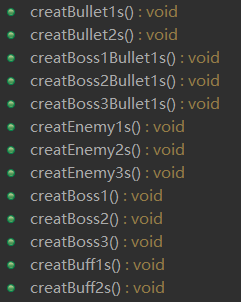 creatBullet1s() : void
creatBullet2s() : void
creatBoss1Bullet1s() : void
creatBoss2Bullet1s() : void
creatBoss3Bullet1s() : void
creatEnemy1s() : void
creatEnemy2s() : void
creatEnemy3s() : void
creatBoss1() : void
creatBoss2() : void
creatBoss3() : void
creatBuff1s() : void
creatBuff2s() : void